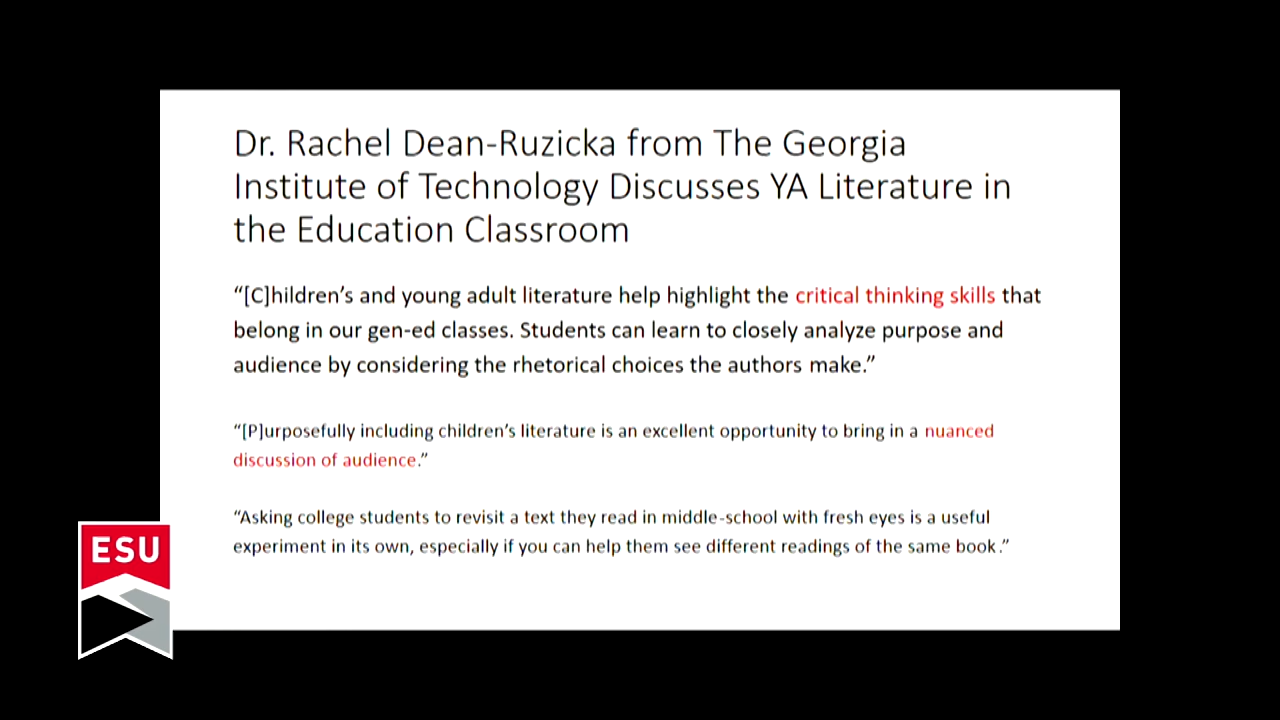 Dr. Rachel Dean-Ruzicka from The Georgia
Institute of Technology Discusses YA Literature in
the Education Classroom
“[C]hildren’s and young adult literature help highlight the critical thinking skills that
belong in our gen-ed classes. Students can learn to closely analyze purpose and
audience by considering the rhetorical choices the authors make.”
“[P]urposefully including children’s literature is an excellent opportunity to bring in a nuanced
discussion of audience.”
“Asking college students to revisit a text they read in middle-school with fresh eyes is a useful
experiment in its own, especially if you can help them see different readings of the same book.”
ESU